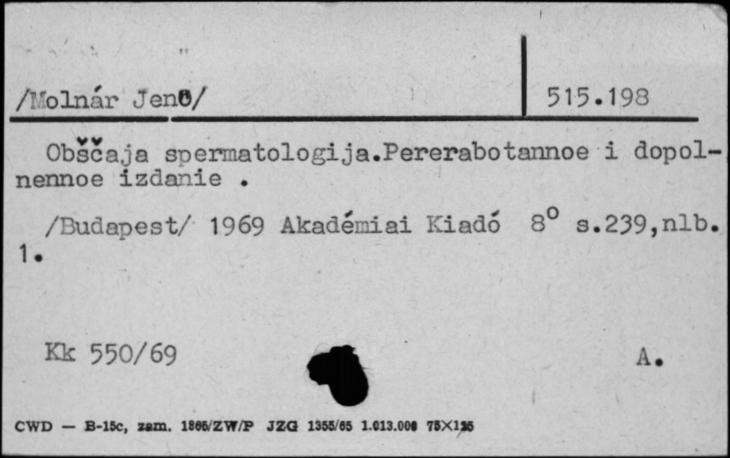 /Molnár Jenő/ 515.198
Obščaja spermatologija.Pererabotannoe i dopol-
nennoe izdanie .
/Budapest/ 1969 Akadémiai Kiadó 8° s.239,nlb.
1.
Kk 550/69 A.
CWD — B-15c, zam. 1866/ZW/P JZG 1355/65 1.013.000 75X125